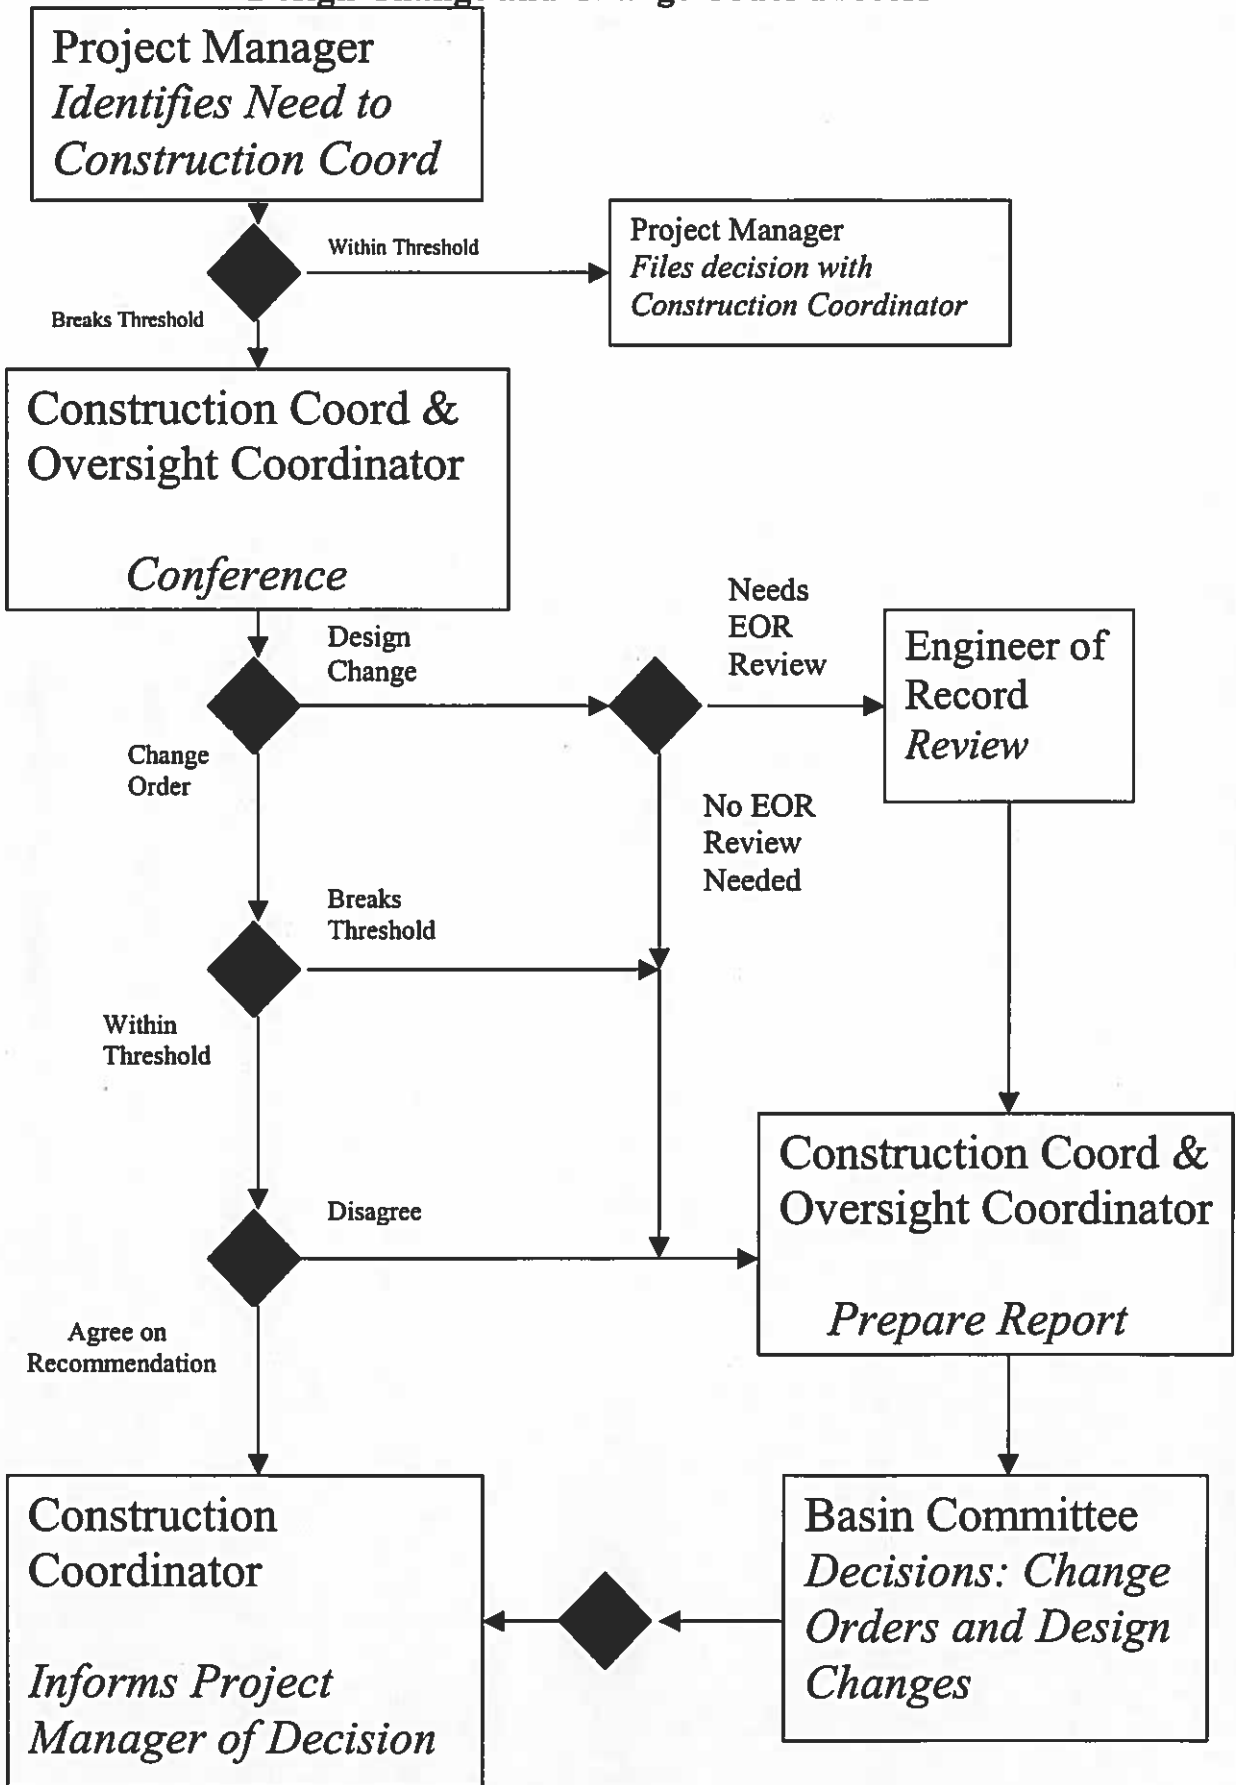 Project Manager
Identifies Need to
Construction Coord
Within Threshold
Project Manager
Files decision with
Construction Coordinator
Breaks Threshold
Construction Coord &
Oversight Coordinator
Conference
Design
Change
Needs
EOR
Review
Engineer of
Record
Review
Change
Order
No EOR
Review
Needed
Breaks
Threshold
Within
Threshold
Disagree
Construction Coord &
Oversight Coordinator
Prepare Report
Agree on
Recommendation
Construction
Coordinator
Informs Project
Manager of Decision
Basin Committee
Decisions: Change
Orders and Design
Changes